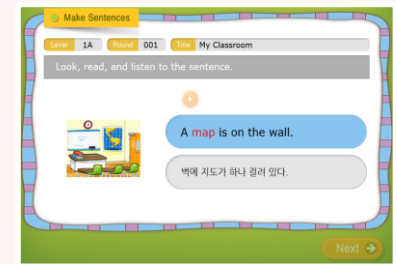 Make Sentences
Level 1A Round 001 Title My Classroom
Look, read, and listen to the sentence.
A map is on the wall.
벽에 지도가 하나 걸려 있다.
Next